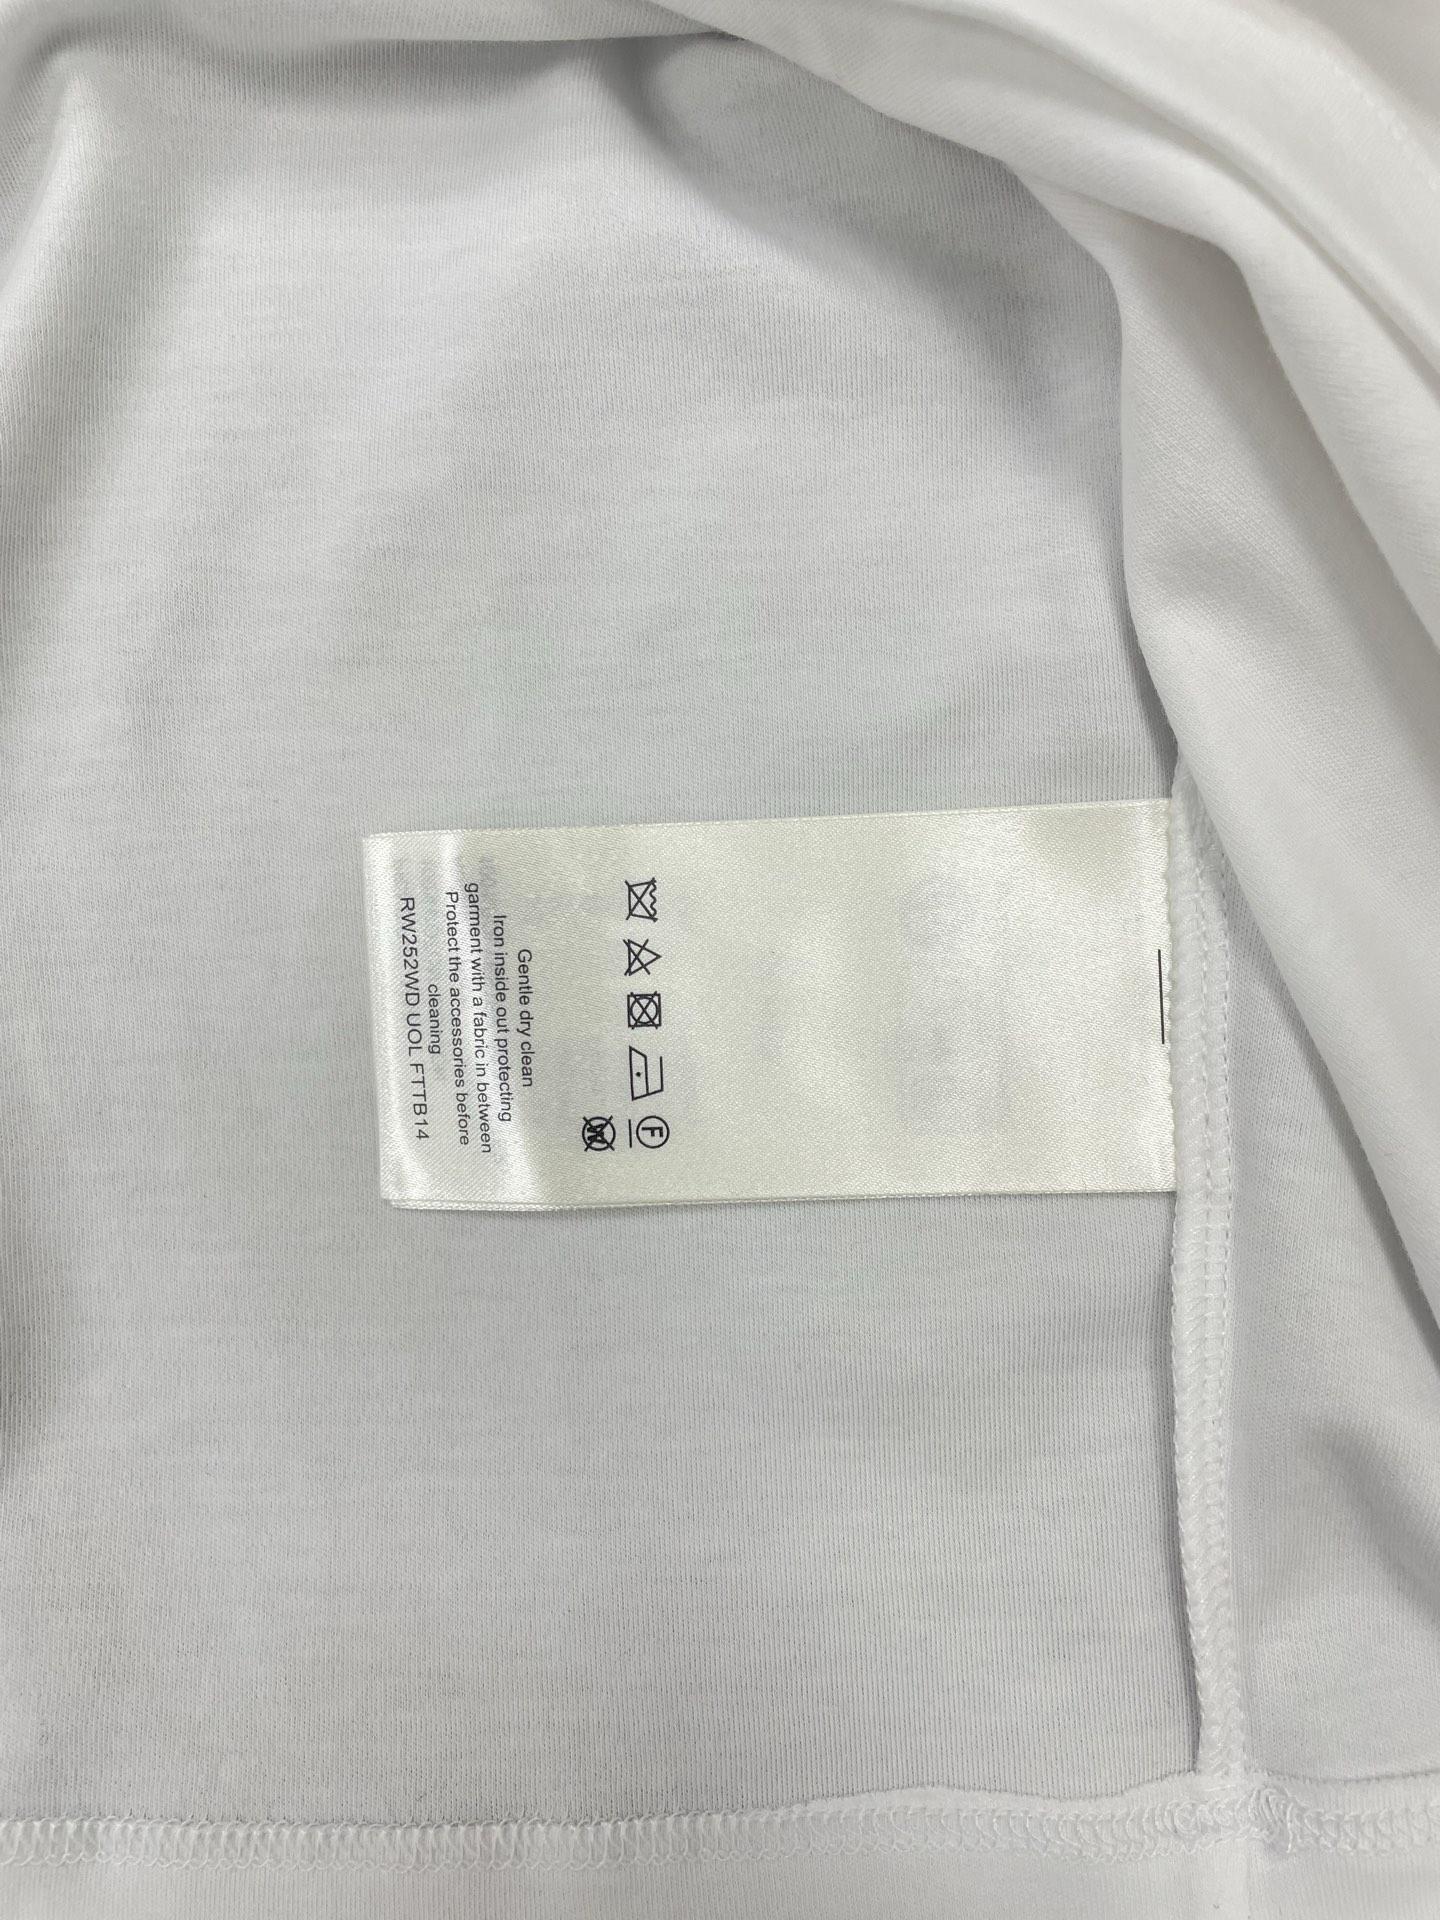 F
W
Gentle dry clean
Iron inside out protecting
garment with a fabric in between
Protect the accessories before
cleaning
RW252WD UOL FTTB14